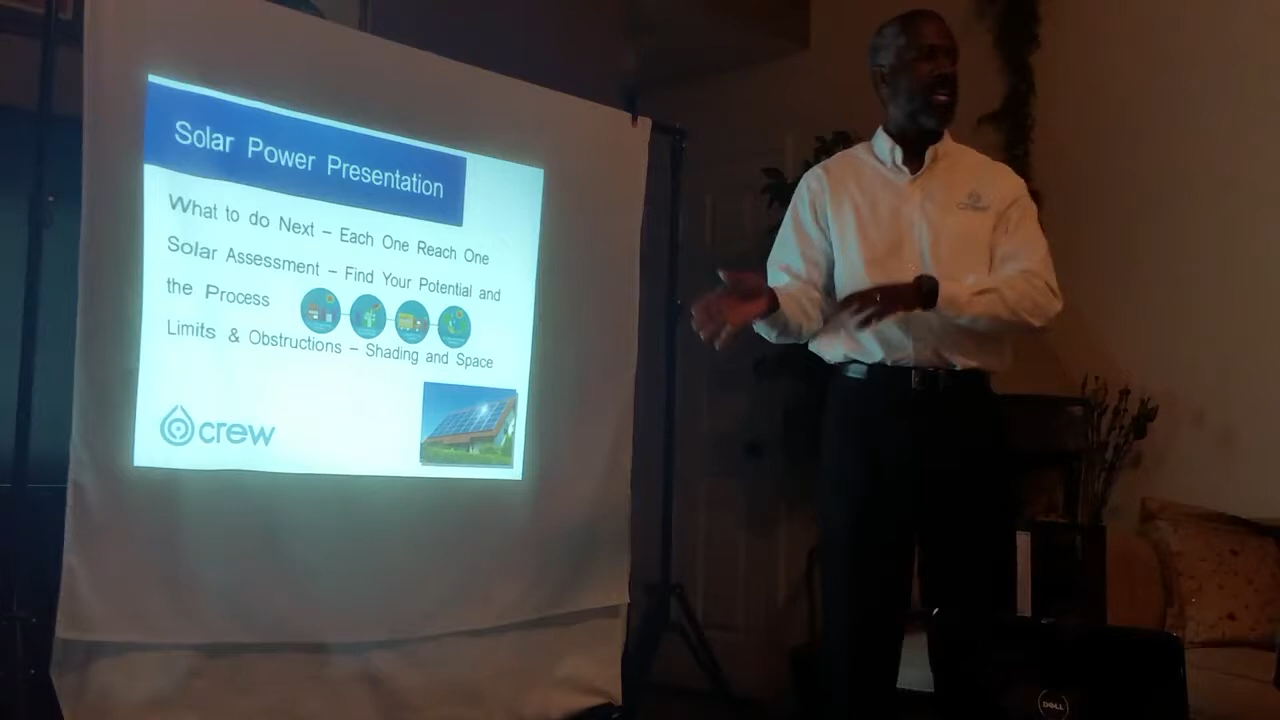 Solar Power Presentation
What to do Next – Each One Reach One
Solar Assessment – Find Your Potential and
the Process
Limits & Obstructions – Shading and Space
crew
DELL